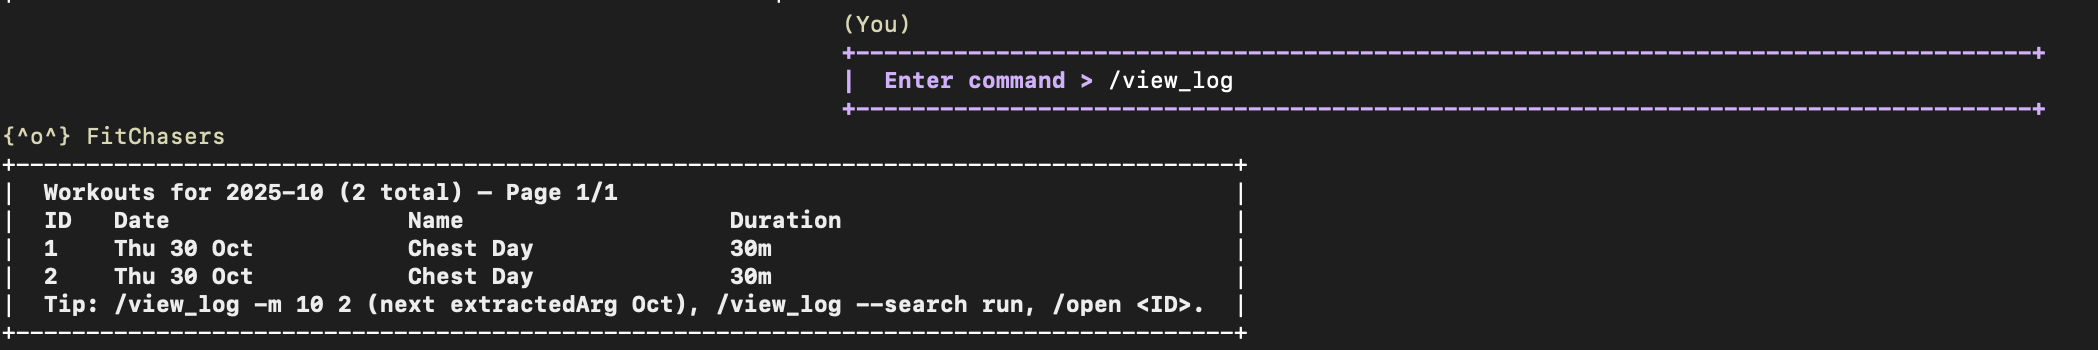 (You)
+------------------------------------------------------------------------------------+
|  Enter command > /view_log
+------------------------------------------------------------------------------------+
{^o^} FitChasers
+---------------------------------------------------------------------------------------+
|  Workouts for 2025-10 (2 total) — Page 1/1                                            |
|  ID   Date                 Name                   Duration                            |
|  1    Thu 30 Oct           Chest Day              30m                                 |
|  2    Thu 30 Oct           Chest Day              30m                                 |
|  Tip: /view_log -m 10 2 (next extractedArg Oct), /view_log --search run, /open <ID>.  |
+---------------------------------------------------------------------------------------+